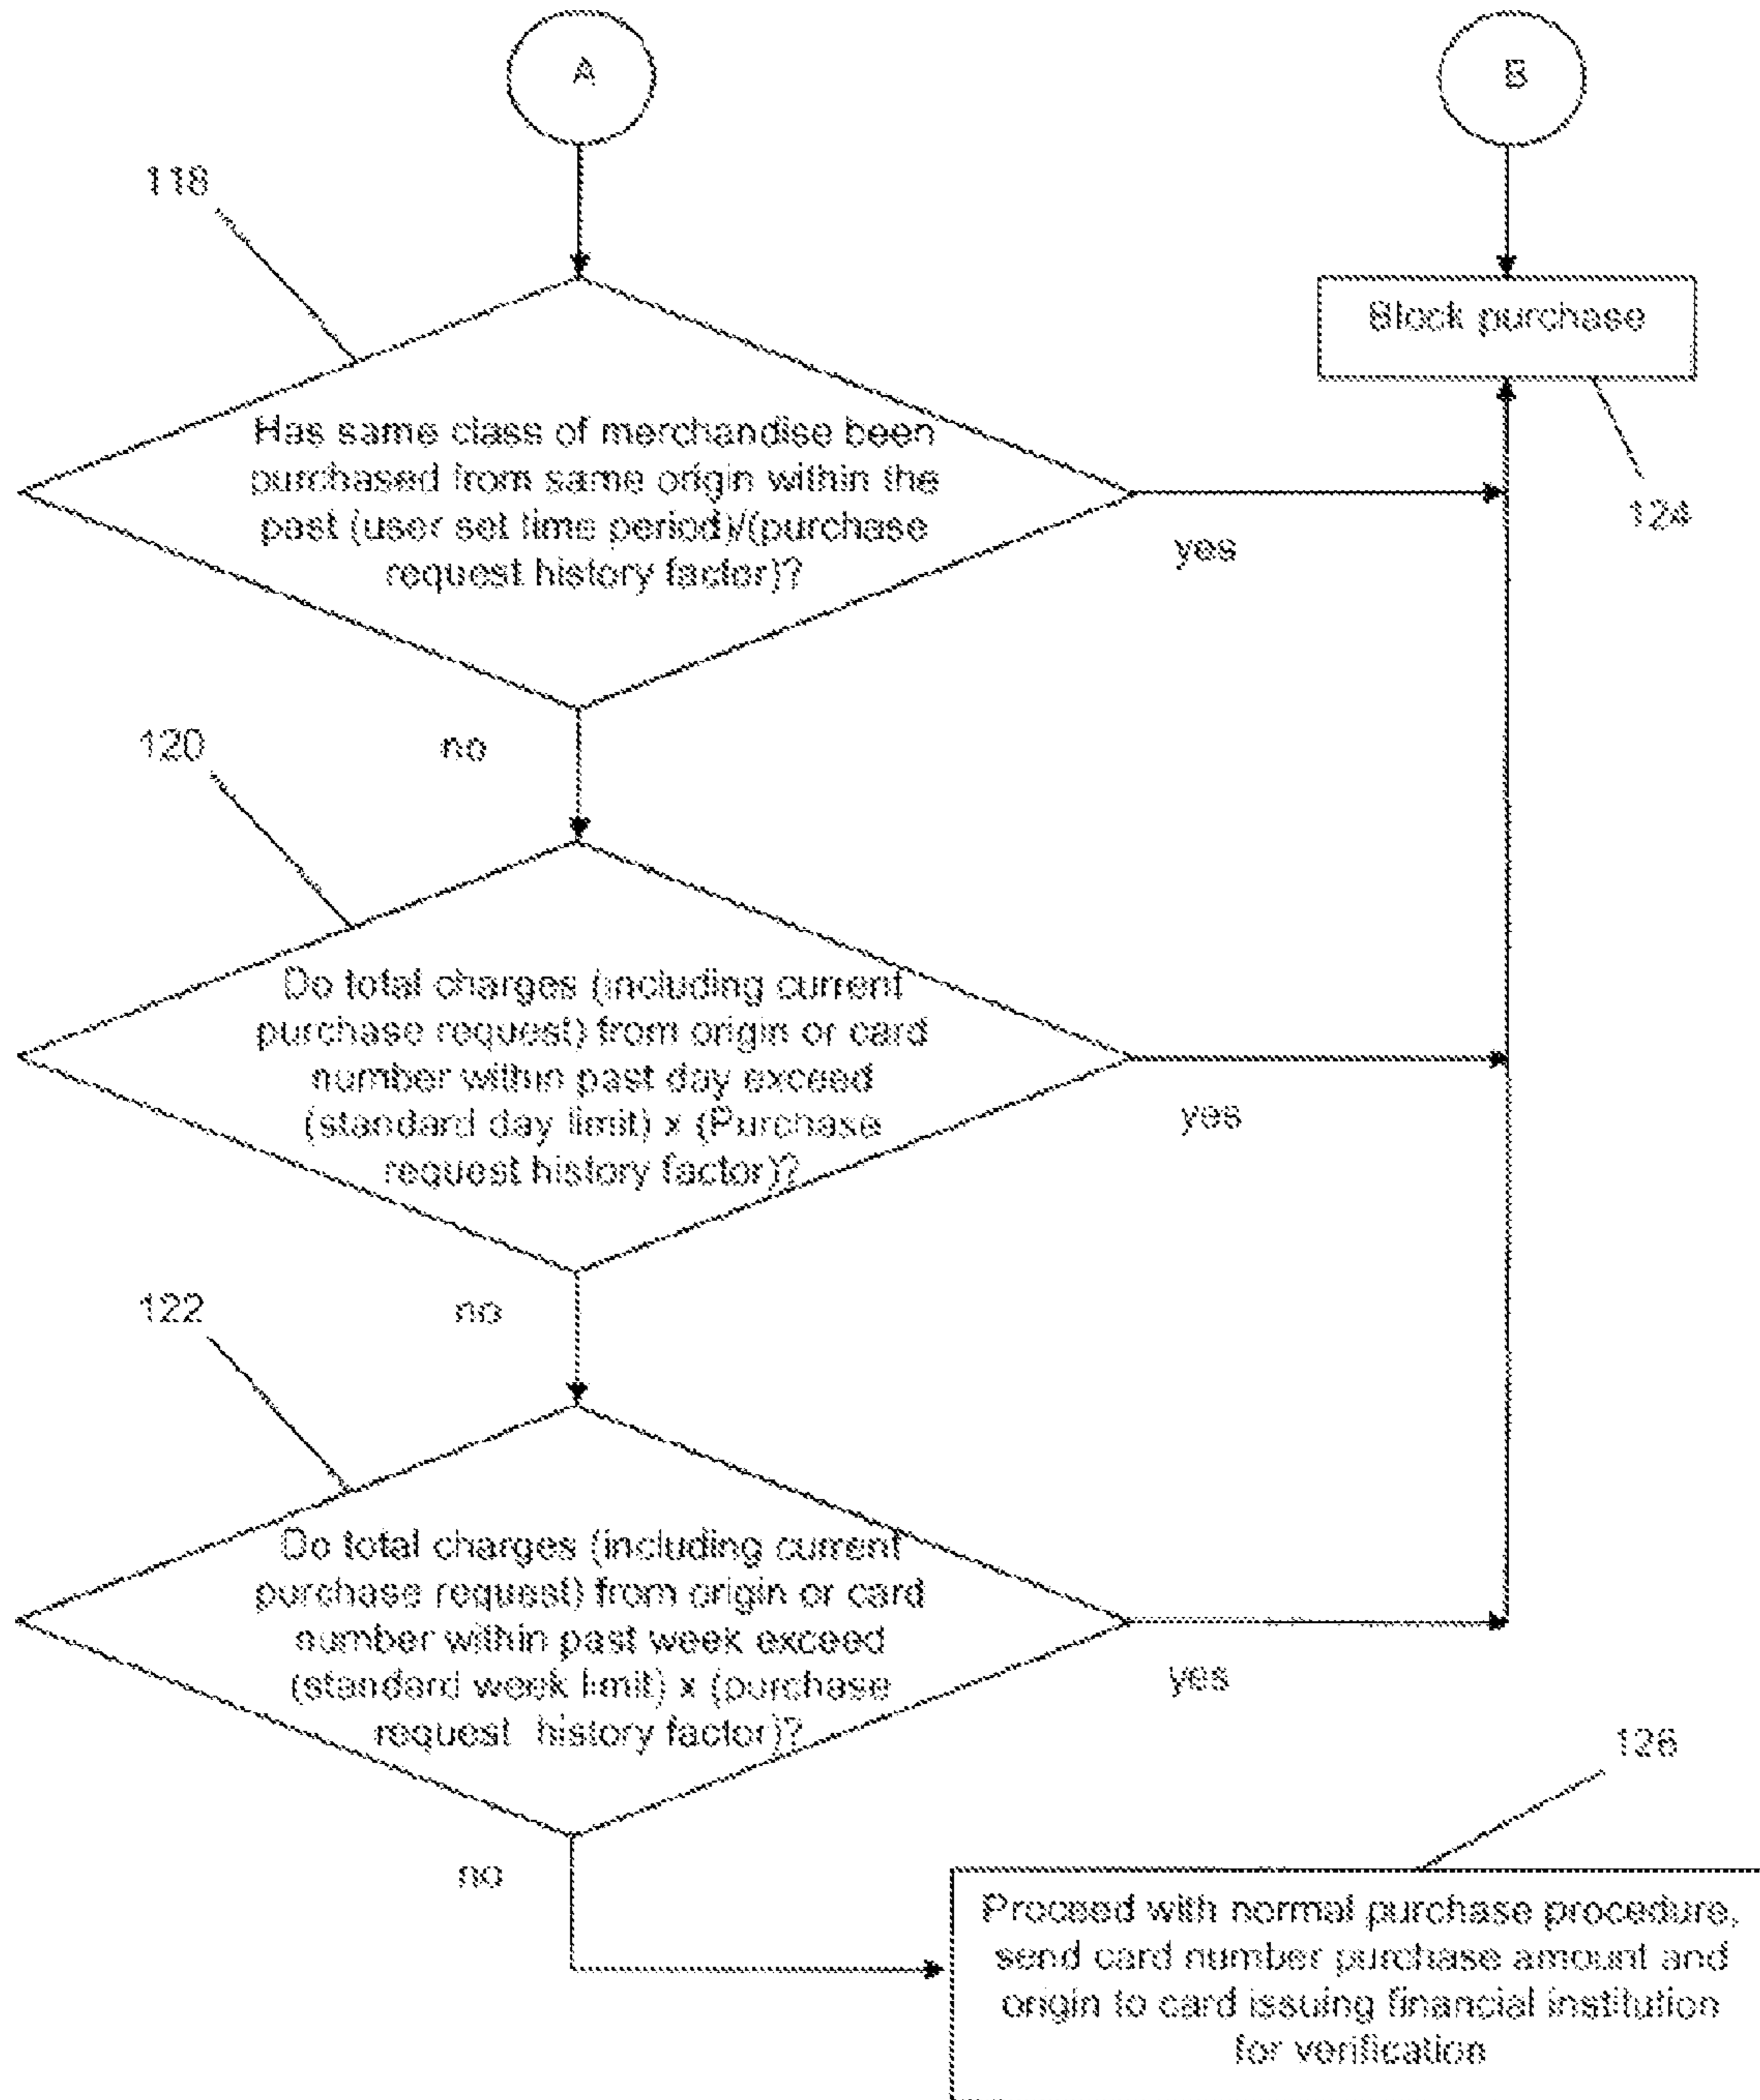 A
B
118
Block purchase
124
Has same class of merchandise been
purchased from same origin within the
past (user set time period)/(purchase
request history factor)?
yes
no
120
Do total charges (including current
purchase request) from origin or card
number within past day exceed
(standard day limit) x (Purchase
request history factor)?
yes
no
122
Do total charges (including current
purchase request) from origin or card
number within past week exceed
(standard week limit) x (purchase
request history factor)?
yes
no
126
Proceed with normal purchase procedure,
send card number purchase amount and
origin to card issuing financial institution
for verification